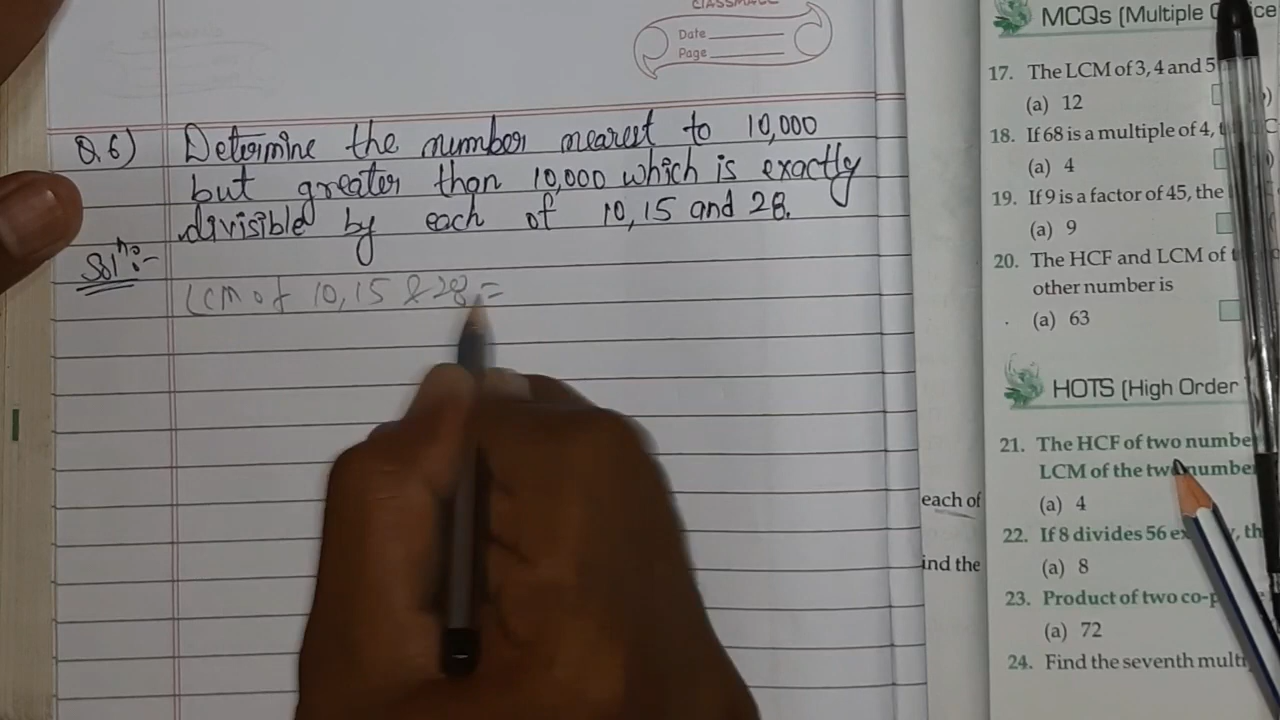 CLASSMATE
Date
Page
Q.6) Determine the number nearest to 10,000
but greater than 10,000 which is exactly
divisible by each of 10, 15 and 28.
Solno:-
LCM of 10, 15 & 28 =
each of
ind the
MCQs (Multiple
17. The LCM of 3, 4 and 5
(a) 12
18. If 68 is a multiple of 4,
(a) 4
19. If 9 is a factor of 45, the
(a) 9
20. The HCF and LCM of
other number is
(a) 63
HOTS (High Order
21. The HCF of two numbe
LCM of the two numbe
(a) 4
22. If 8 divides 56 ex , th
(a) 8
23. Product of two co-p
(a) 72
24. Find the seventh mult